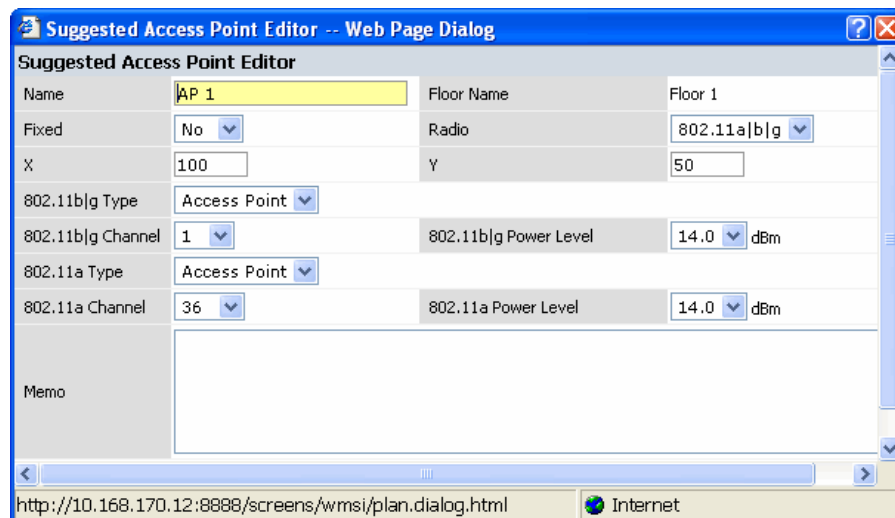 Suggested Access Point Editor -- Web Page Dialog
Suggested Access Point Editor
Name AP 1 Floor Name Floor 1
Fixed No Radio 802.11a|b|g
X 100 Y 50
802.11b|g Type Access Point
802.11b|g Channel 1 802.11b|g Power Level 14.0 dBm
802.11a Type Access Point
802.11a Channel 36 802.11a Power Level 14.0 dBm
Memo
http://10.168.170.12:8888/screens/wmsi/plan.dialog.html Internet